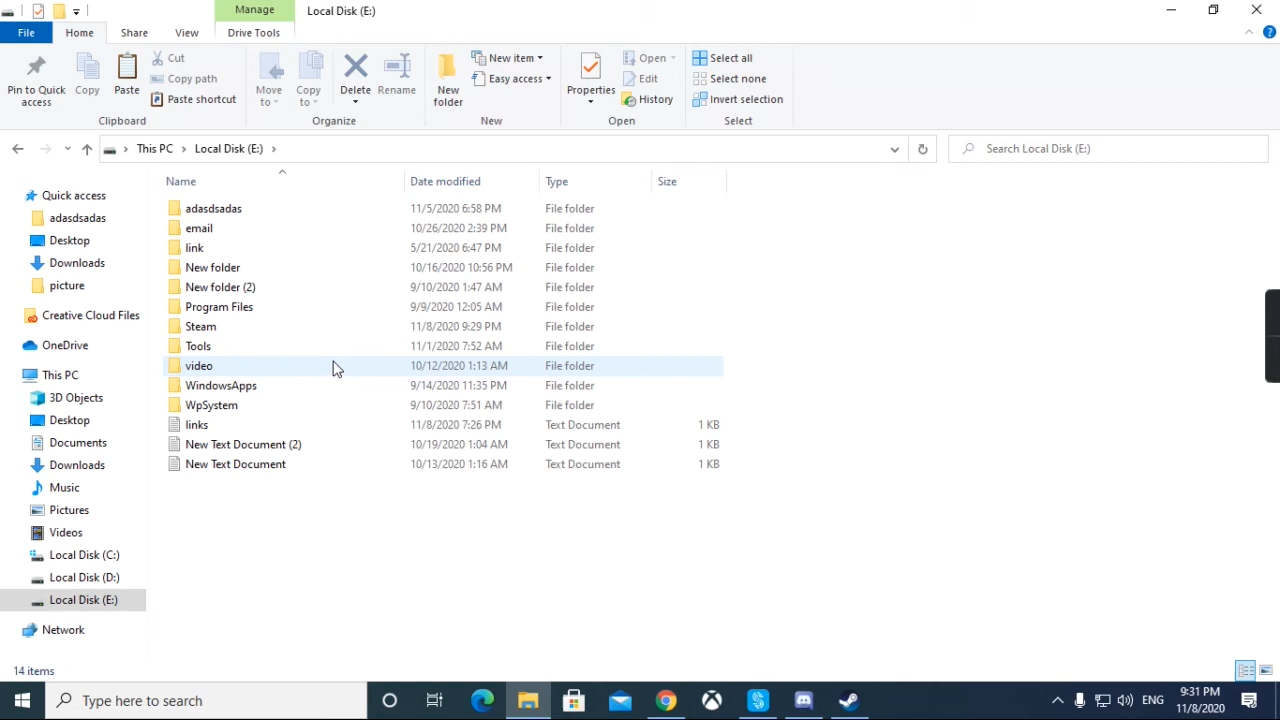 Manage
Local Disk (E:)
File
Home
Share
View
Drive Tools
Pin to Quick access
Copy
Paste
Cut
Copy path
Paste shortcut
Clipboard
Move to
Copy to
Delete
Rename
Organize
New folder
New item
Easy access
New
Properties
Open
Edit
History
Open
Select all
Select none
Invert selection
Select
This PC
Local Disk (E:)
Search Local Disk (E:)
Name
Date modified
Type
Size
Quick access
adasdsadas
Desktop
Downloads
picture
Creative Cloud Files
OneDrive
This PC
3D Objects
Desktop
Documents
Downloads
Music
Pictures
Videos
Local Disk (C:)
Local Disk (D:)
Local Disk (E:)
Network
adasdsadas 11/5/2020 6:58 PM File folder
email 10/26/2020 2:39 PM File folder
link 5/21/2020 6:47 PM File folder
New folder 10/16/2020 10:56 PM File folder
New folder (2) 9/10/2020 1:47 AM File folder
Program Files 9/9/2020 12:05 AM File folder
Steam 11/8/2020 9:29 PM File folder
Tools 11/1/2020 7:52 AM File folder
video 10/12/2020 1:13 AM File folder
WindowsApps 9/14/2020 11:35 PM File folder
WpSystem 9/10/2020 7:51 AM File folder
links 11/8/2020 7:26 PM Text Document 1 KB
New Text Document (2) 10/19/2020 1:04 AM Text Document 1 KB
New Text Document 10/13/2020 1:16 AM Text Document 1 KB
14 items
Type here to search
ENG
9:31 PM
11/8/2020